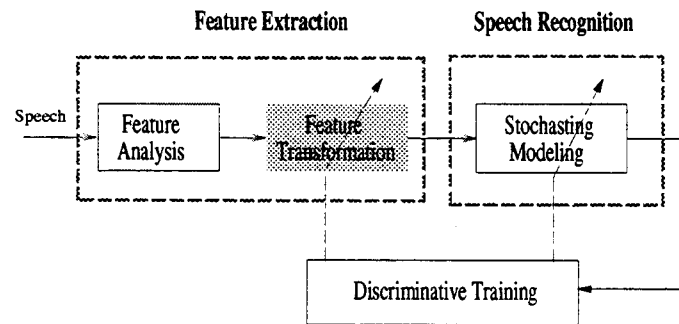 Feature Extraction
Speech Recognition
Speech
Feature
Analysis
Feature
Transformation
Stochasting
Modeling
Discriminative Training